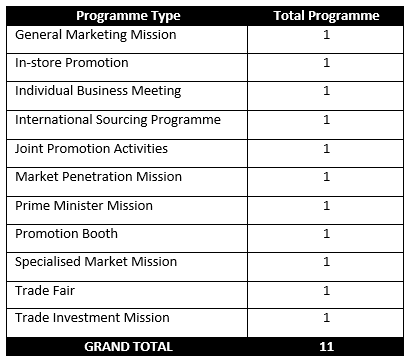 Programme Type Total Programme
General Marketing Mission 1
In-store Promotion 1
Individual Business Meeting 1
International Sourcing Programme 1
Joint Promotion Activities 1
Market Penetration Mission 1
Prime Minister Mission 1
Promotion Booth 1
Specialised Market Mission 1
Trade Fair 1
Trade Investment Mission 1
GRAND TOTAL 11